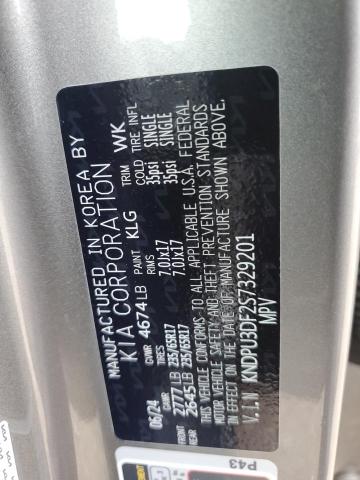 MANUFACTURED IN KOREA BY
KIA CORPORATION
06/24 GVWR 4674 LB PAINT KLG TRIM WK
GAWR TIRES RIMS COLD TIRE INFL
FRONT 2777 LB 235/65R17 7.0Jx17 35psi SINGLE
REAR 2645 LB 235/65R17 7.0Jx17 35psi SINGLE
THIS VEHICLE CONFORMS TO ALL APPLICABLE U.S.A. FEDERAL
MOTOR VEHICLE SAFETY AND THEFT PREVENTION STANDARDS
IN EFFECT ON THE DATE OF MANUFACTURE SHOWN ABOVE.
V.I.N KNDPU3DF2S7329201
MPV
P43